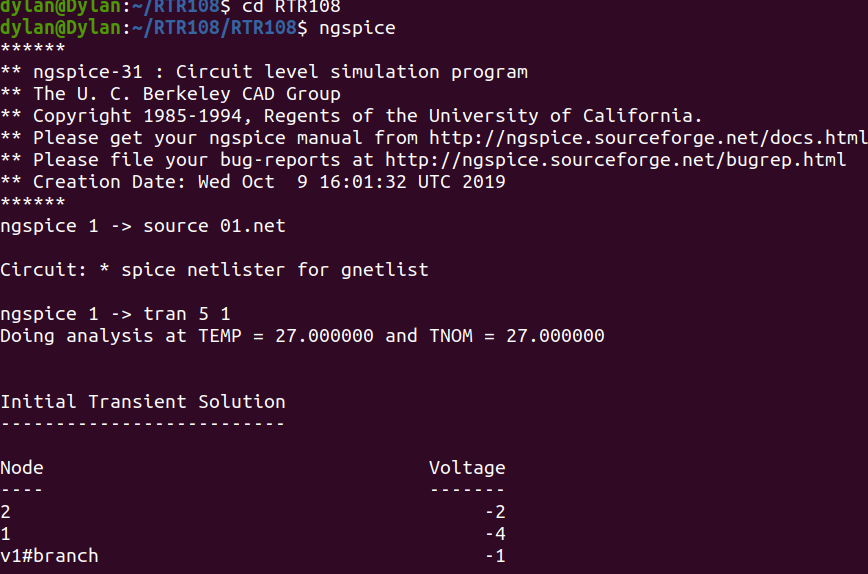 dylan@Dylan:~/RTR108$ cd RTR108
dylan@Dylan:~/RTR108/RTR108$ ngspice
******
** ngspice-31 : Circuit level simulation program
** The U. C. Berkeley CAD Group
** Copyright 1985-1994, Regents of the University of California.
** Please get your ngspice manual from http://ngspice.sourceforge.net/docs.html
** Please file your bug-reports at http://ngspice.sourceforge.net/bugrep.html
** Creation Date: Wed Oct  9 16:01:32 UTC 2019
******
ngspice 1 -> source 01.net
Circuit: * spice netlister for gnetlist
ngspice 1 -> tran 5 1
Doing analysis at TEMP = 27.000000 and TNOM = 27.000000
Initial Transient Solution
--------------------------
Node Voltage
---- -------
2 -2
1 -4
v1#branch -1